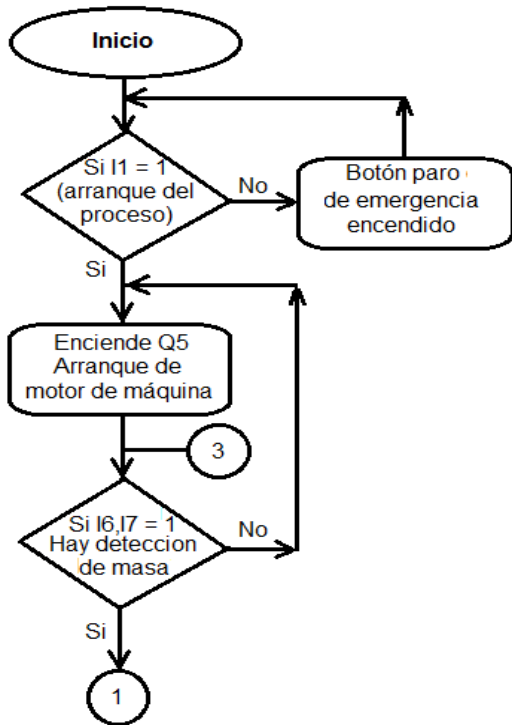 Inicio
Si I1 = 1
(arranque del
proceso)
No
Botón paro
de emergencia
encendido
Si
Enciende Q5
Arranque de
motor de máquina
3
Si I6,I7 = 1
Hay deteccion
de masa
No
Si
1